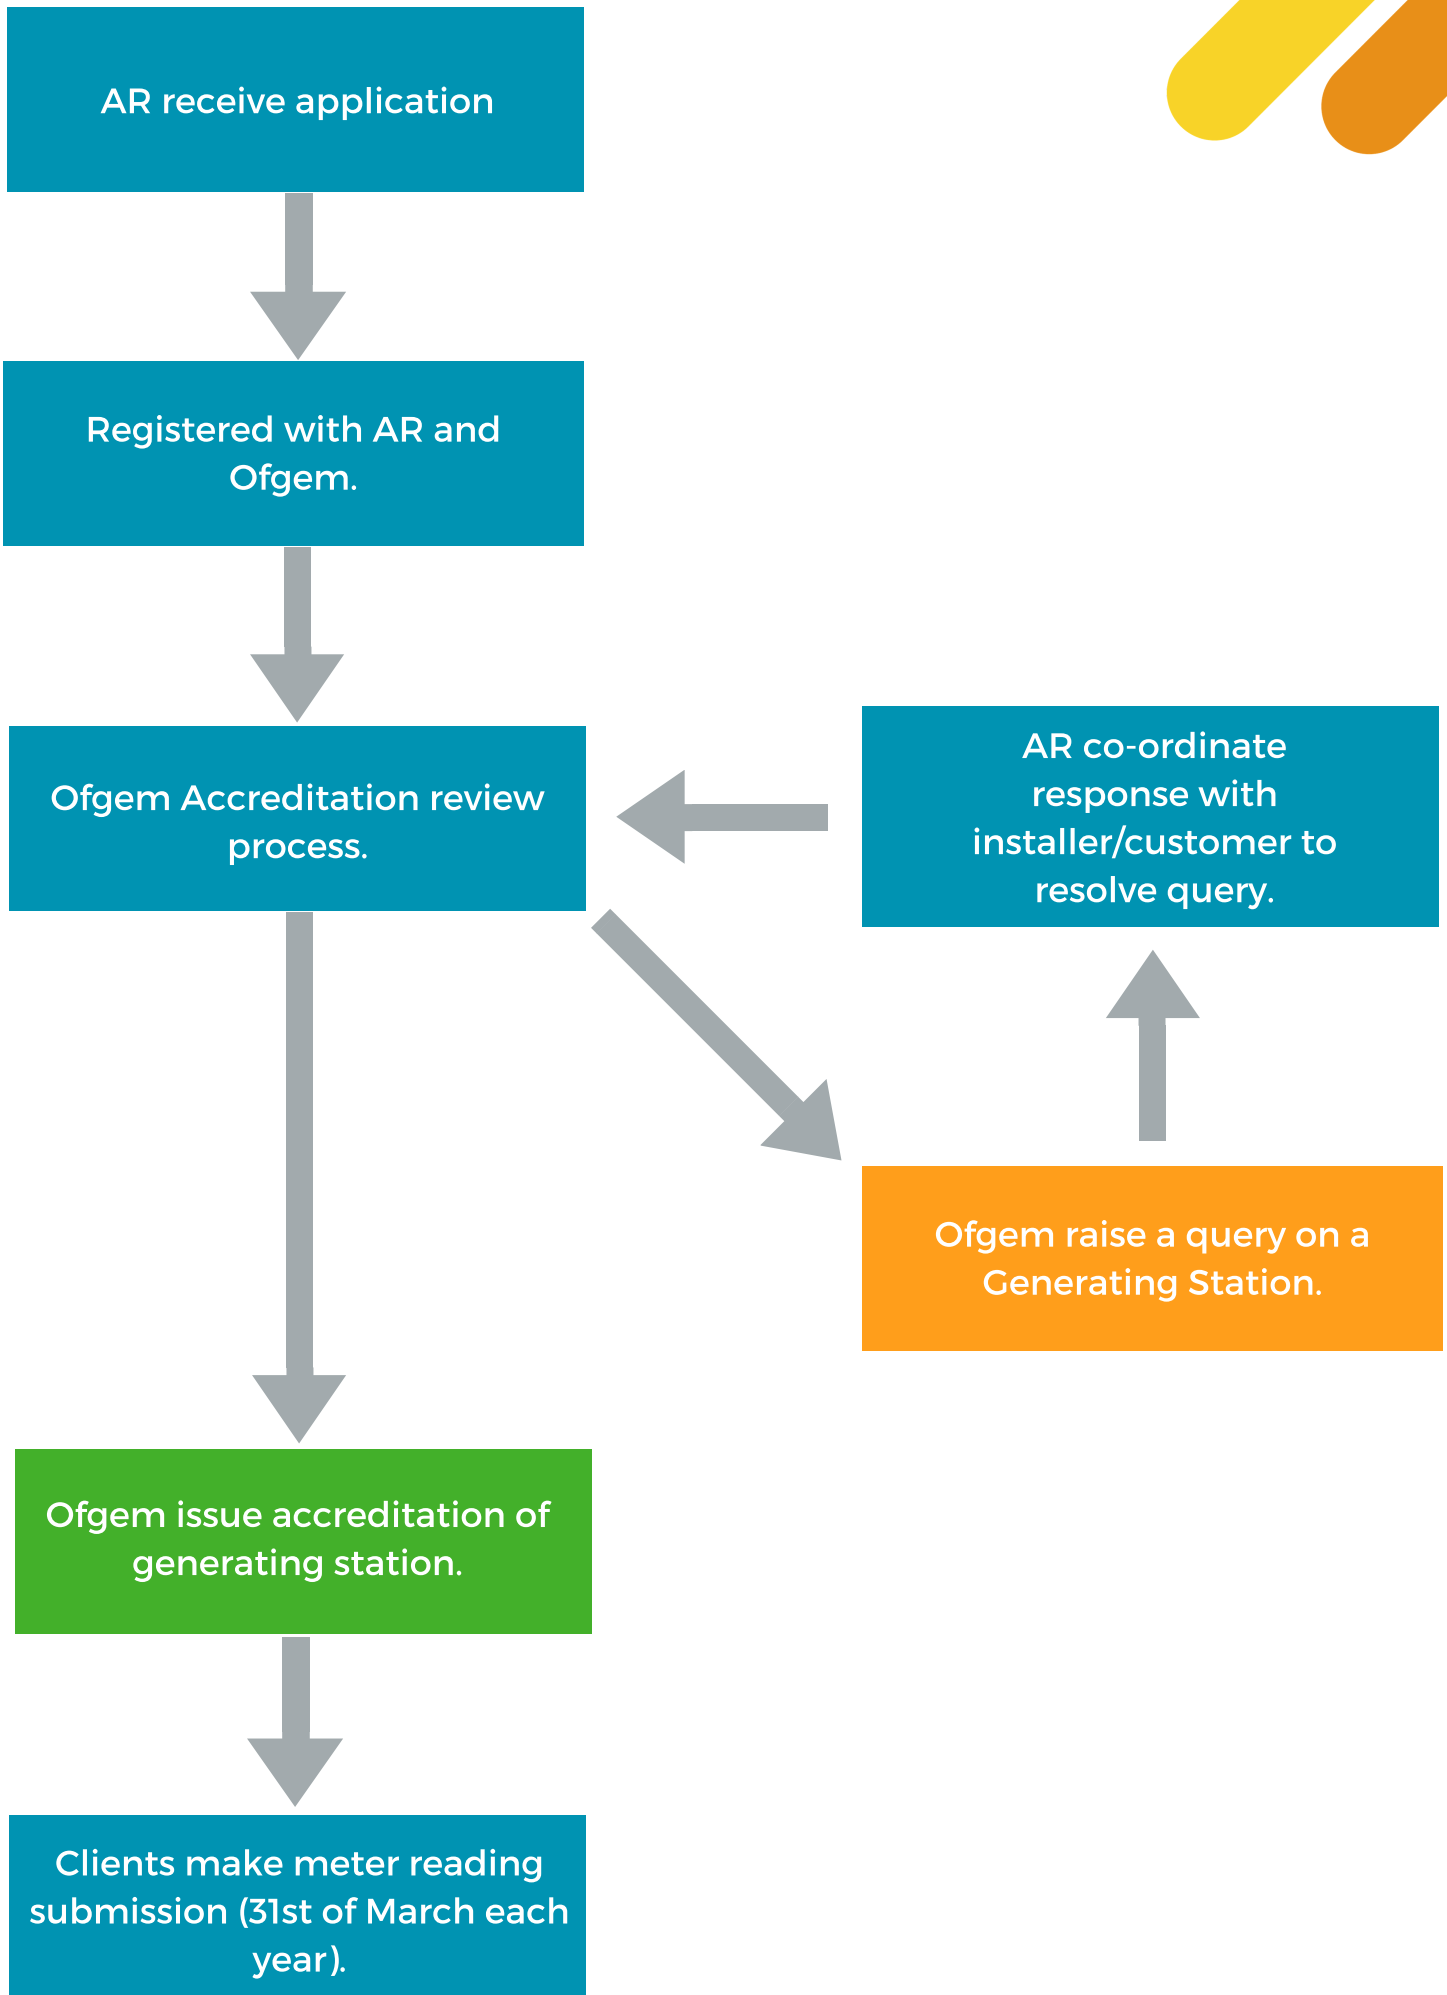 AR receive application
Registered with AR and
Ofgem.
Ofgem Accreditation review
process.
AR co-ordinate
response with
installer/customer to
resolve query.
Ofgem raise a query on a
Generating Station.
Ofgem issue accreditation of
generating station.
Clients make meter reading
submission (31st of March each
year).